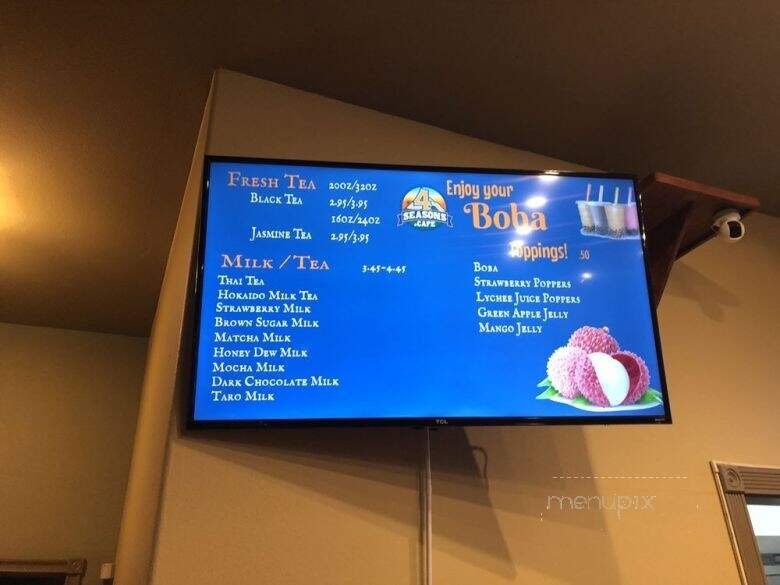 Fresh Tea 20oz/32oz
Black Tea 2.95/3.95
16oz/24oz
Jasmine Tea 2.95/3.95
Milk / Tea 3.45-4.45
Thai Tea
Hokaido Milk Tea
Strawberry Milk
Brown Sugar Milk
Matcha Milk
Honey Dew Milk
Mocha Milk
Dark Chocolate Milk
Taro Milk
4
SEASONS
CAFE
Enjoy your
Boba
Toppings! .50
Boba
Strawberry Poppers
Lychee Juice Poppers
Green Apple Jelly
Mango Jelly
TCL
menupix